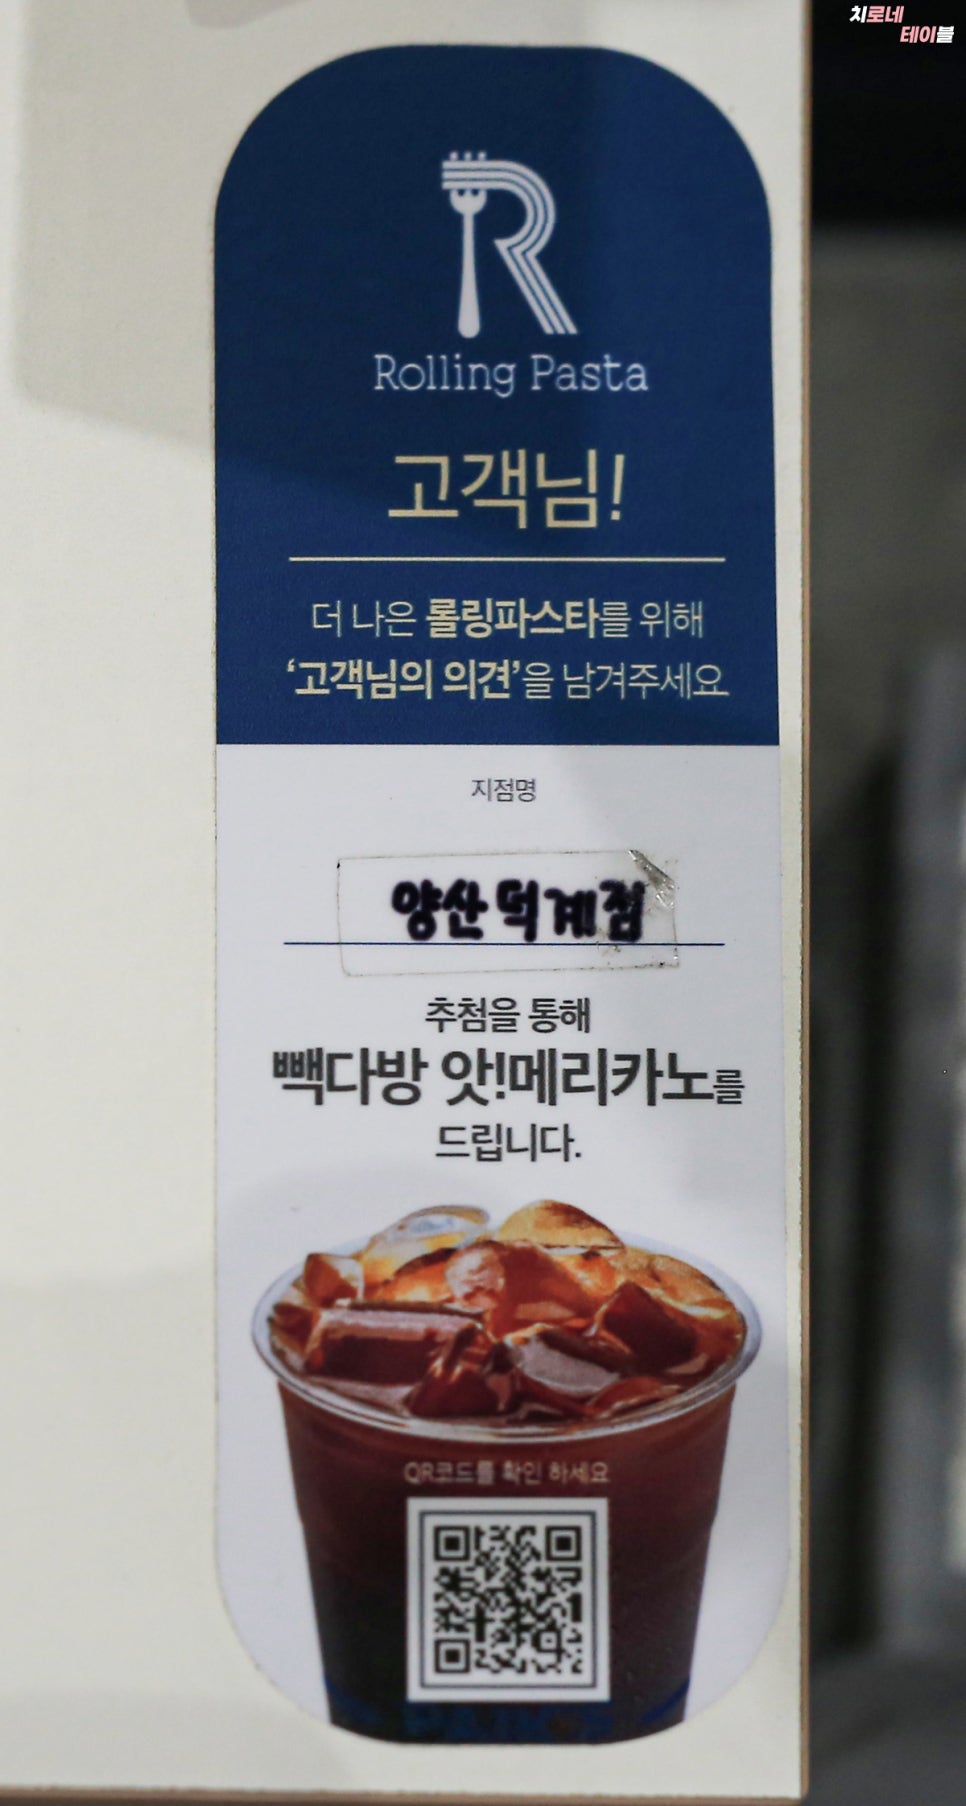 치로네
테이블
Rolling Pasta
고객님!
더 나은 롤링파스타를 위해
‘고객님의 의견’을 남겨주세요
지점명
양산덕계점
추첨을 통해
빽다방 앗!메리카노를
드립니다.
QR코드를 확인 하세요
PAIK'S